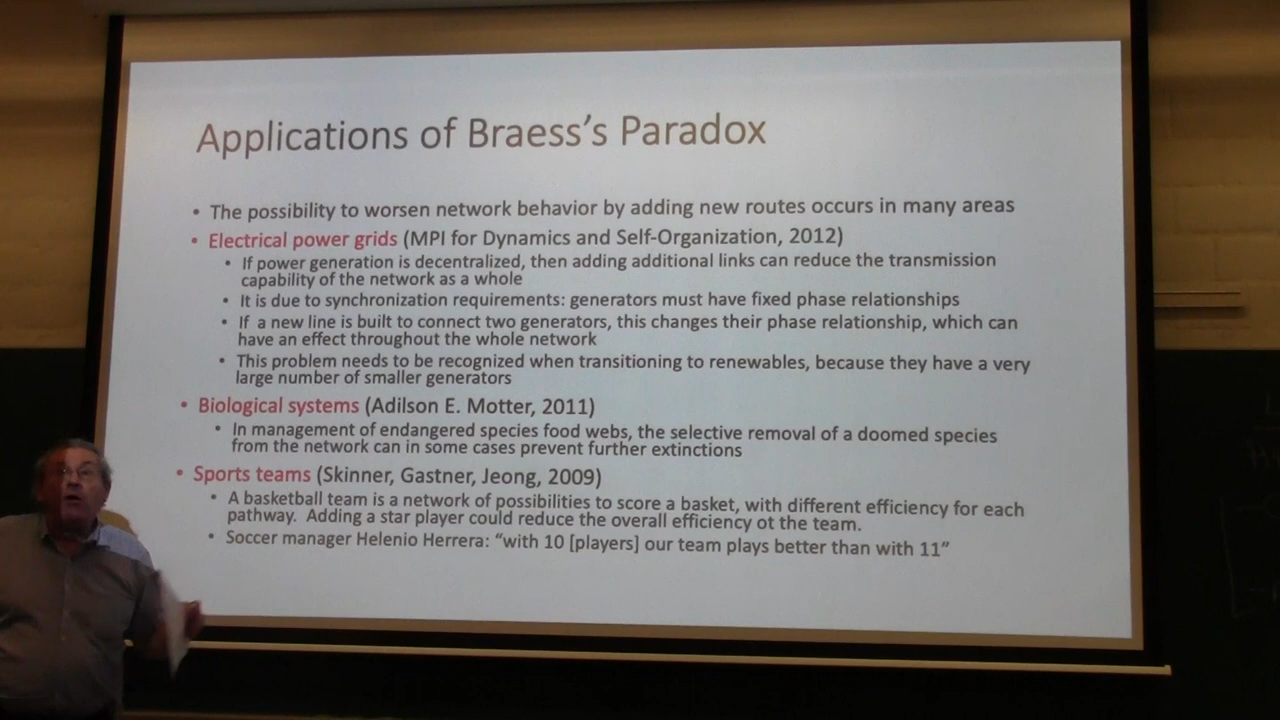 Applications of Braess's Paradox
• The possibility to worsen network behavior by adding new routes occurs in many areas
• Electrical power grids (MPI for Dynamics and Self-Organization, 2012)
• If power generation is decentralized, then adding additional links can reduce the transmission
capability of the network as a whole
• It is due to synchronization requirements: generators must have fixed phase relationships
• If a new line is built to connect two generators, this changes their phase relationship, which can
have an effect throughout the whole network
• This problem needs to be recognized when transitioning to renewables, because they have a very
large number of smaller generators
• Biological systems (Adilson E. Motter, 2011)
• In management of endangered species food webs, the selective removal of a doomed species
from the network can in some cases prevent further extinctions
• Sports teams (Skinner, Gastner, Jeong, 2009)
• A basketball team is a network of possibilities to score a basket, with different efficiency for each
pathway. Adding a star player could reduce the overall efficiency ot the team.
• Soccer manager Helenio Herrera: “with 10 [players] our team plays better than with 11”